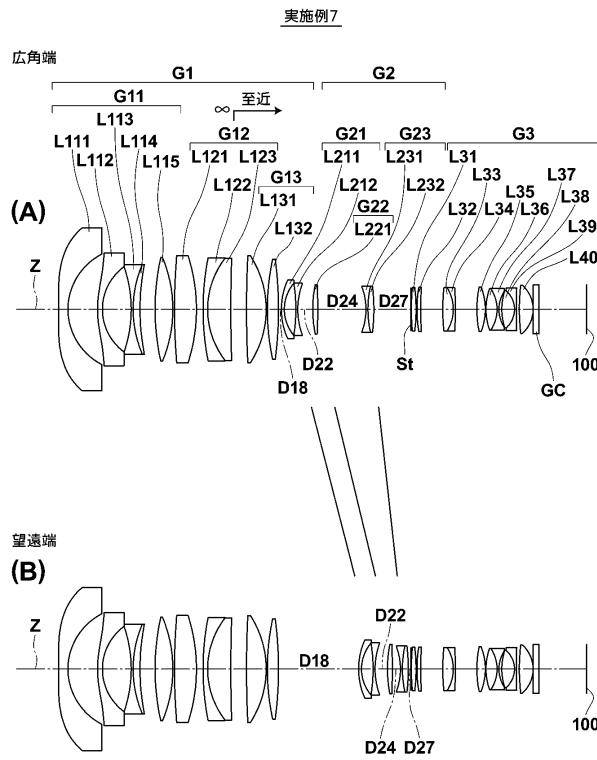 実施例7
広角端
G1 G2
G11 ∞ 至近
G12 G21 G23 G3
L113
L111 L114 L121 L123 L211 L231 L31 L37
L112 L115 L122 G13 L212 L232 L33 L35 L38
L131 G22 L32 L34 L36 L39
(A) L132 L221 L40
Z D24 D27
D22 St 100
D18 GC
望遠端
(B) D22
Z D18
100
D24 D27